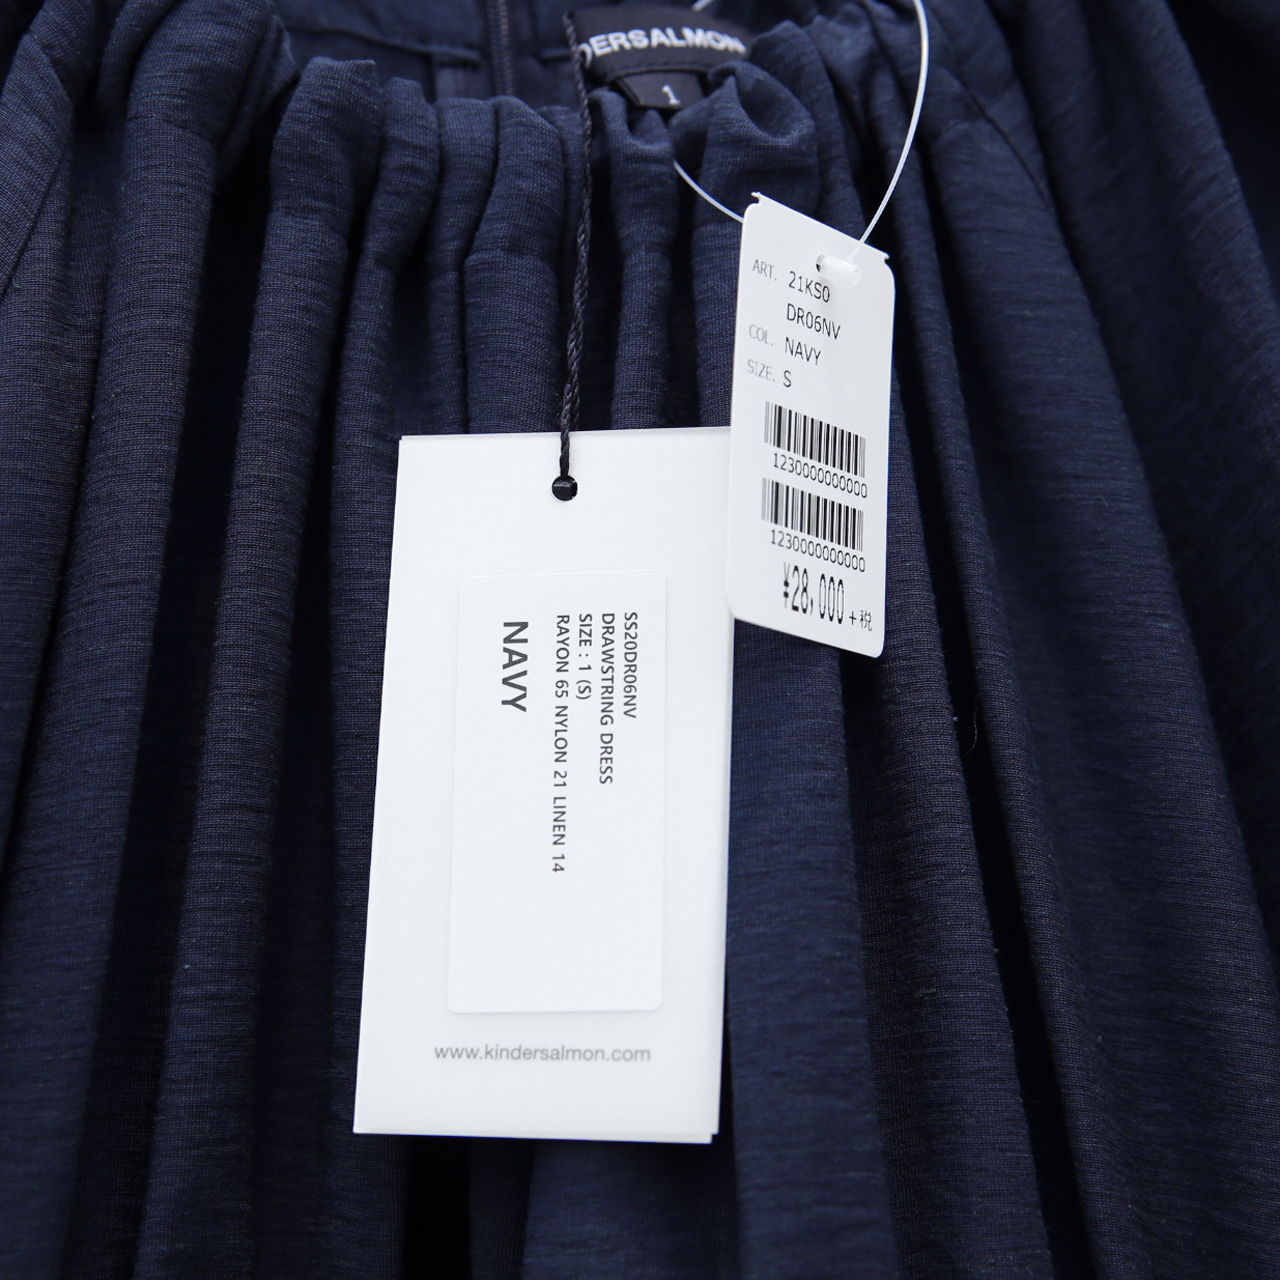 DERSALMON
1
ART. 21KS0
DR06NV
COL. NAVY
SIZE. S
1230000000000
1230000000000
¥28,000+税
SS20DR06NV
DRAWSTRING DRESS
SIZE : 1 (S)
RAYON 65 NYLON 21 LINEN 14
NAVY
www.kindersalmon.com